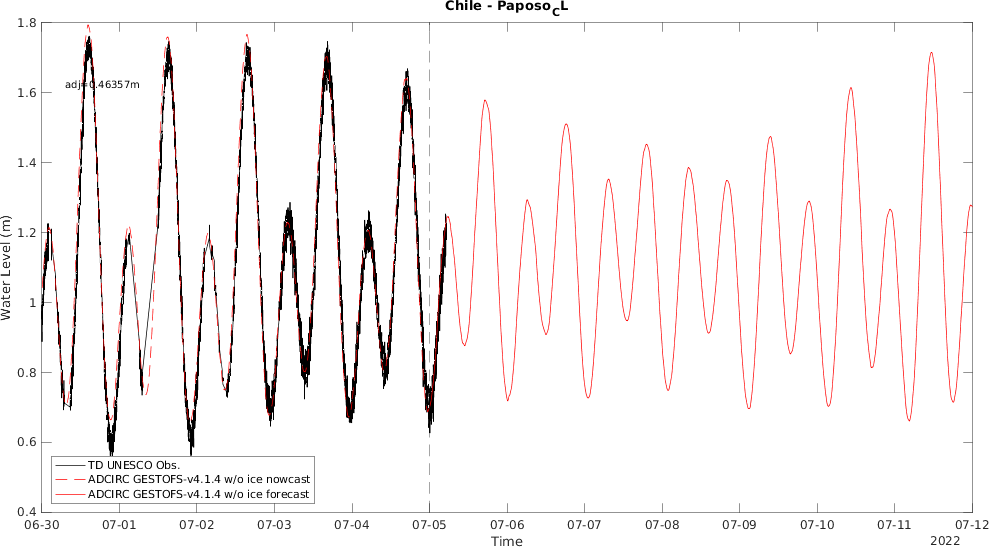 Chile - Paposo_CL
1.8
1.6
1.4
1.2
1
0.8
0.6
0.4
Water Level (m)
adj=0.46357m
TD UNESCO Obs.
ADCIRC GESTOFS-v4.1.4 w/o ice nowcast
ADCIRC GESTOFS-v4.1.4 w/o ice forecast
06-30 07-01 07-02 07-03 07-04 07-05 07-06 07-07 07-08 07-09 07-10 07-11 07-12
Time
2022